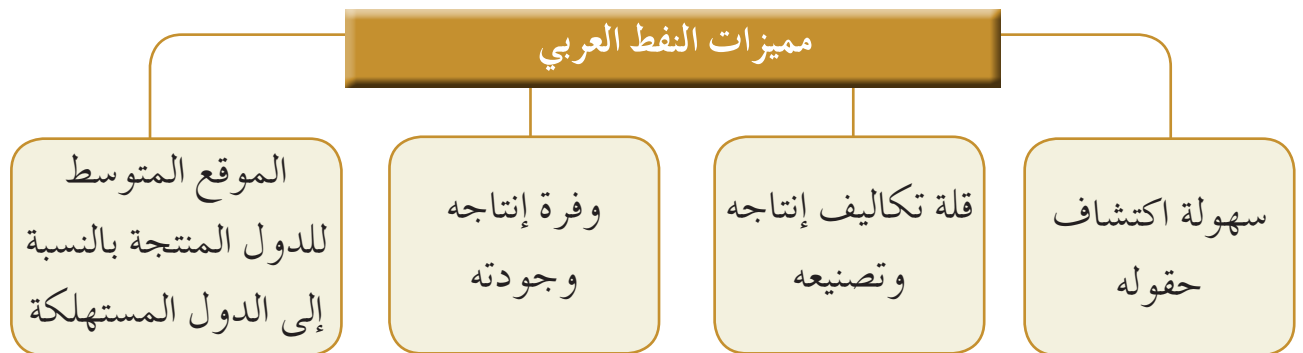 مميزات النفط العربي
سهولة اكتشاف
حقوله
قلة تكاليف إنتاجه
وتصنيعه
وفرة إنتاجه
وجودته
الموقع المتوسط
للدول المنتجة بالنسبة
إلى الدول المستهلكة